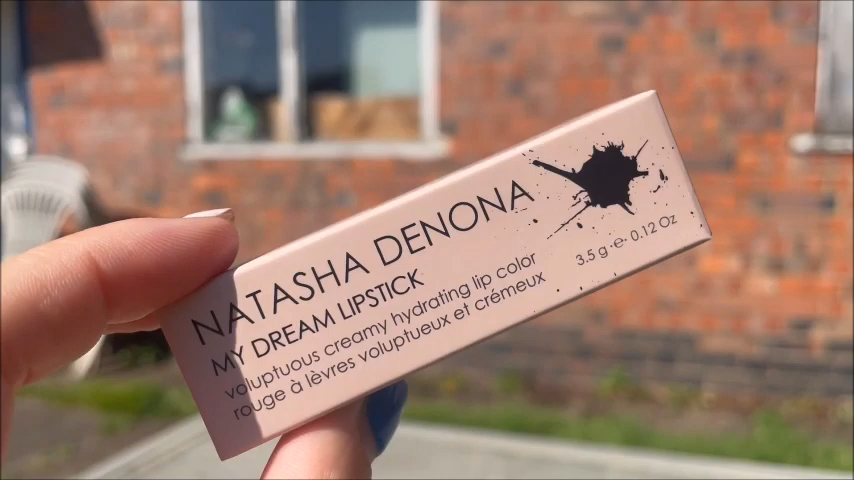 NATASHA DENONA
MY DREAM LIPSTICK
voluptuous creamy hydrating lip color
rouge à lèvres voluptueux et crémeux
3.5 g ·e· 0.12 Oz